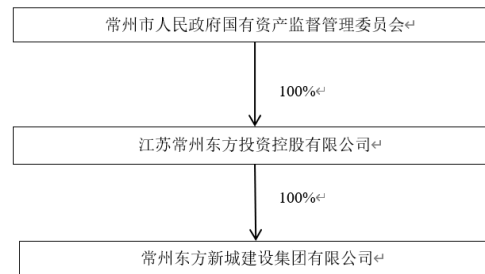 常州市人民政府国有资产监督管理委员会↵
100%↵
江苏常州东方投资控股有限公司↵
100%↵
常州东方新城建设集团有限公司↵